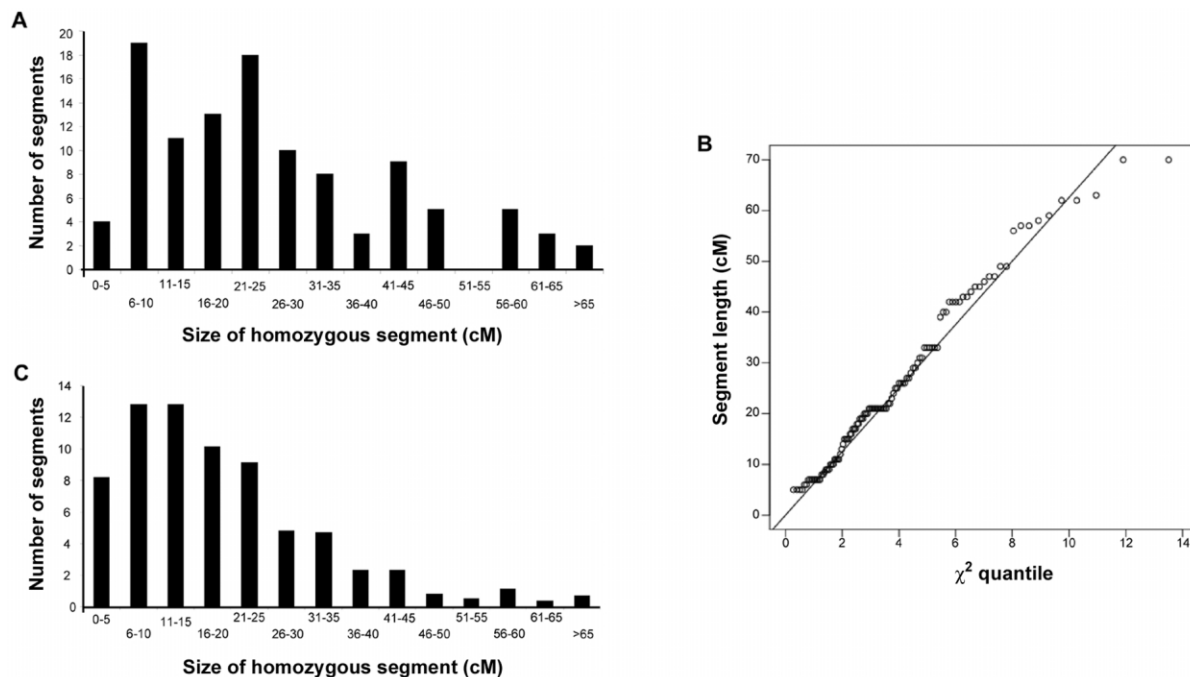 A
Number of segments
20
18
16
14
12
10
8
6
4
2
0
0-5 11-15 21-25 31-35 41-45 51-55 61-65
6-10 16-20 26-30 36-40 46-50 56-60 >65
Size of homozygous segment (cM)
C
Number of segments
14
12
10
8
6
4
2
0
0-5 11-15 21-25 31-35 41-45 51-55 61-65
6-10 16-20 26-30 36-40 46-50 56-60 >65
Size of homozygous segment (cM)
B
Segment length (cM)
70
60
50
40
30
20
10
0
0 2 4 6 8 10 12 14
χ² quantile